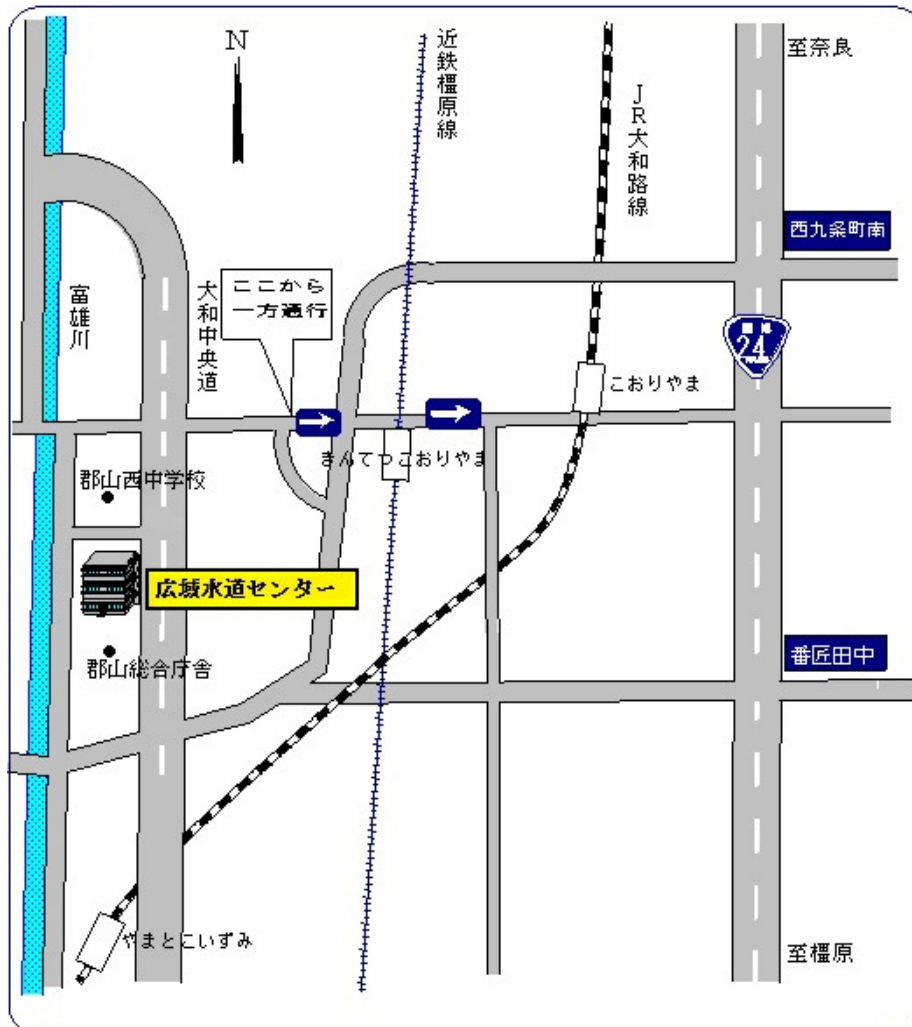 N
近鉄橿原線
JR大和路線
至奈良
西九条町南
富雄川
大和中央道
ここから
一方通行
24
こおりやま
きんてつこおりやま
郡山西中学校
広域水道センター
郡山総合庁舎
番匠田中
やまとこいずみ
至橿原